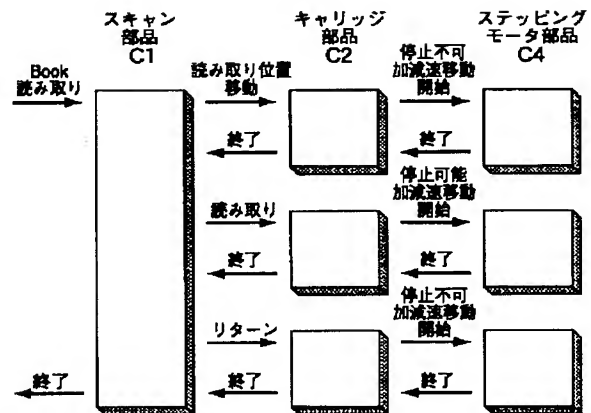 スキャン
部品
C1
キャリッジ
部品
C2
ステッピング
モータ部品
C4
Book
読み取り
読み取り位置
移動
停止不可
加減速移動
開始
終了
終了
読み取り
停止可能
加減速移動
開始
終了
終了
リターン
停止不可
加減速移動
開始
終了
終了
終了